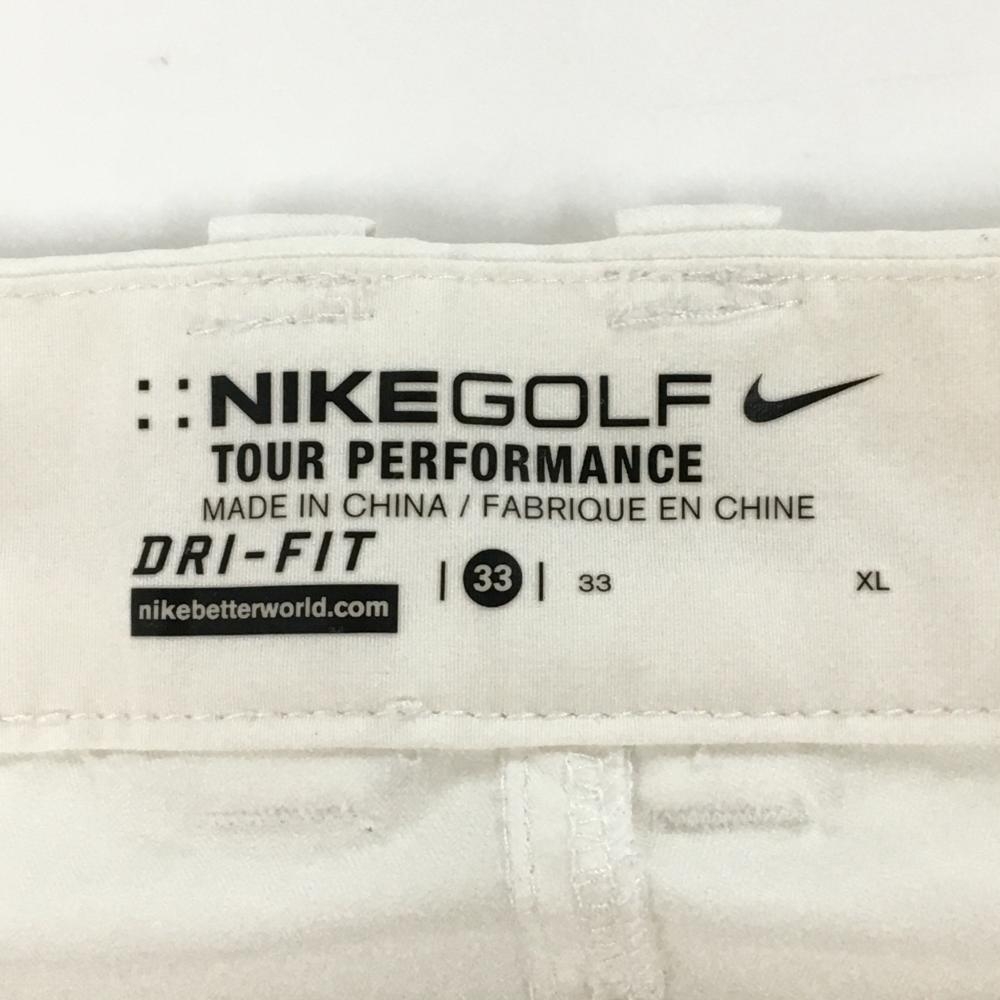 ::NIKEGOLF
TOUR PERFORMANCE
MADE IN CHINA / FABRIQUE EN CHINE
DRI-FIT
nikebetterworld.com
| 33 | 33 XL